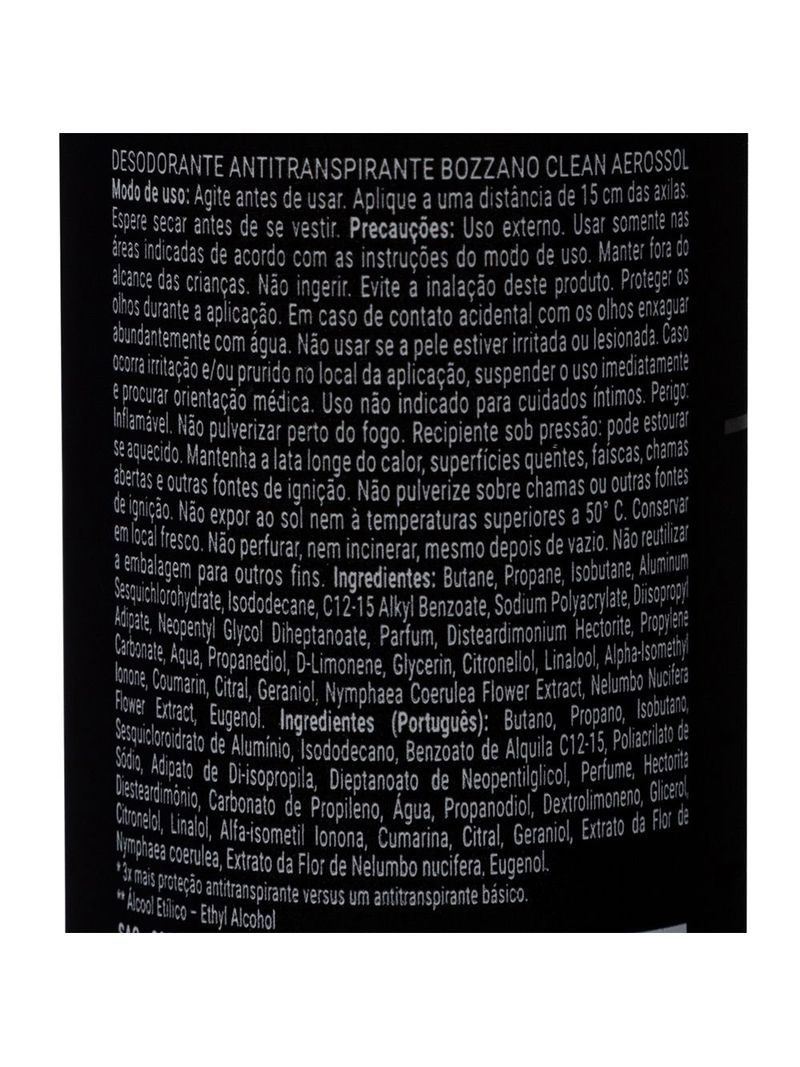 DESODORANTE ANTITRANSPIRANTE BOZZANO CLEAN AEROSSOL
Modo de uso: Agite antes de usar. Aplique a uma distância de 15 cm das axilas.
Espere secar antes de se vestir. Precauções: Uso externo. Usar somente nas
áreas indicadas de acordo com as instruções do modo de uso. Manter fora do
alcance das crianças. Não ingerir. Evite a inalação deste produto. Proteger os
olhos durante a aplicação. Em caso de contato acidental com os olhos enxaguar
abundantemente com água. Não usar se a pele estiver irritada ou lesionada. Caso
ocorra irritação e/ou prurido no local da aplicação, suspender o uso imediatamente
e procurar orientação médica. Uso não indicado para cuidados íntimos. Perigo:
Inflamável. Não pulverizar perto do fogo. Recipiente sob pressão: pode estourar
se aquecido. Mantenha a lata longe do calor, superfícies quentes, faíscas, chamas
abertas e outras fontes de ignição. Não pulverize sobre chamas ou outras fontes
de ignição. Não expor ao sol nem à temperaturas superiores a 50° C. Conservar
em local fresco. Não perfurar, nem incinerar, mesmo depois de vazio. Não reutilizar
a embalagem para outros fins. Ingredientes: Butane, Propane, Isobutane, Aluminum
Sesquichlorohydrate, Isododecane, C12-15 Alkyl Benzoate, Sodium Polyacrylate, Diisopropyl
Adipate, Neopentyl Glycol Diheptanoate, Parfum, Disteardimonium Hectorite, Propylene
Carbonate, Aqua, Propanediol, D-Limonene, Glycerin, Citronellol, Linalool, Alpha-Isomethyl
Ionone, Coumarin, Citral, Geraniol, Nymphaea Coerulea Flower Extract, Nelumbo Nucifera
Flower Extract, Eugenol. Ingredientes (Português): Butano, Propano, Isobutano,
Sesquicloroidrato de Alumínio, Isododecano, Benzoato de Alquila C12-15, Poliacrilato de
Sódio, Adipato de Di-isopropila, Dieptanoato de Neopentilglicol, Perfume, Hectorita
Diesteardimônio, Carbonato de Propileno, Água, Propanodiol, Dextrolimoneno, Glicerol,
Citronelol, Linalol, Alfa-isometil Ionona, Cumarina, Citral, Geraniol, Extrato da Flor de
Nymphaea coerulea, Extrato da Flor de Nelumbo nucifera, Eugenol.
* 3x mais proteção antitranspirante versus um antitranspirante básico.
** Álcool Etílico – Ethyl Alcohol